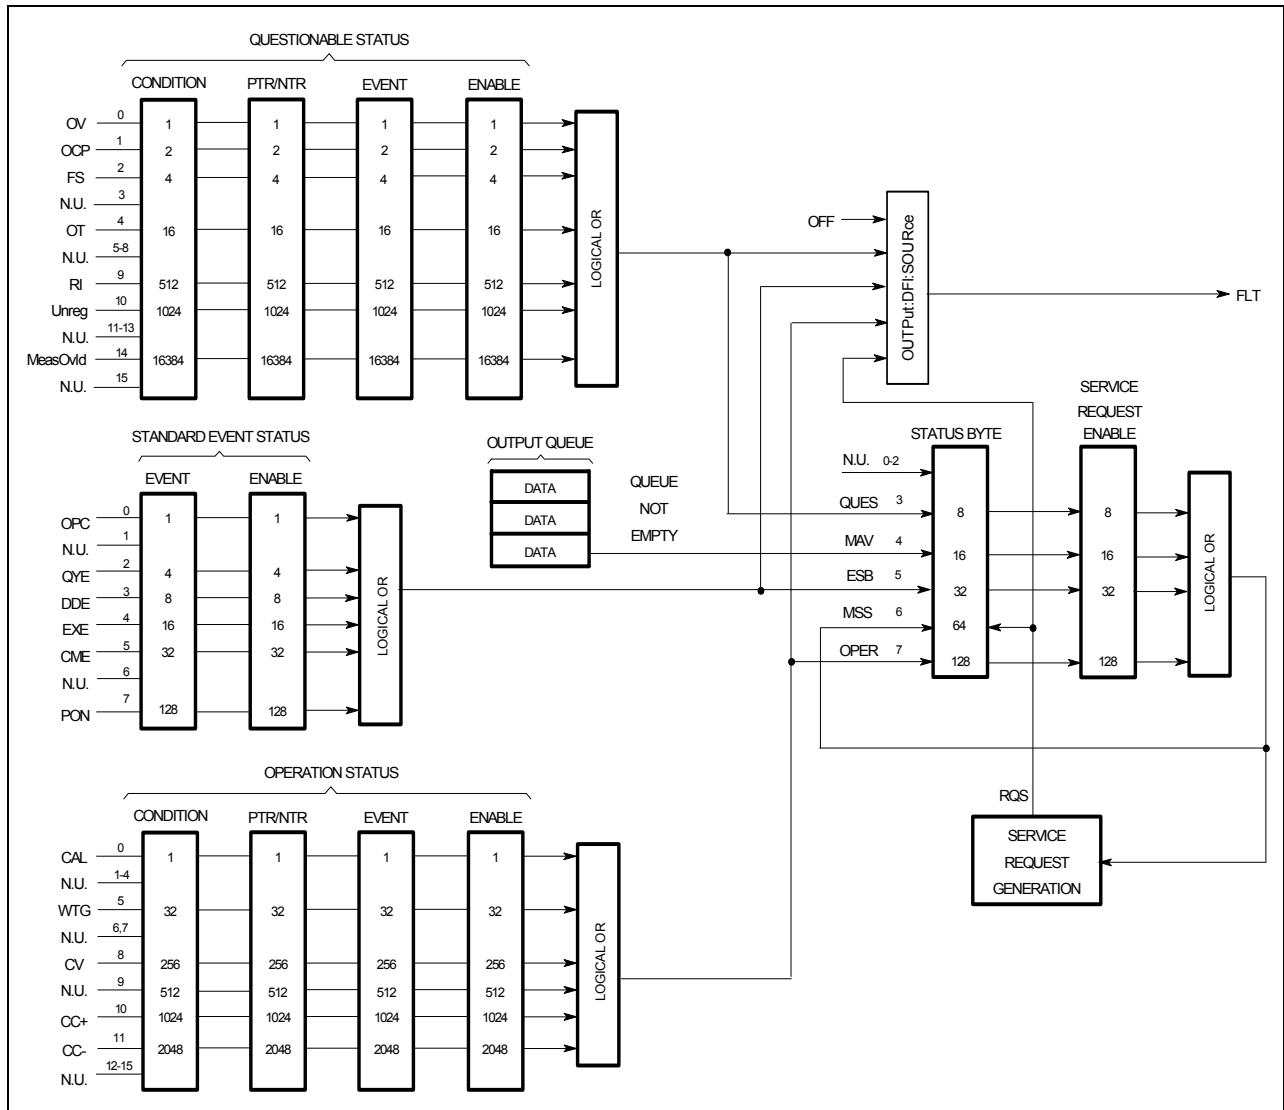 QUESTIONABLE STATUS
CONDITION PTR/NTR EVENT ENABLE
OV 0 1 1 1 1
OCP 1 2 2 2 2
FS 2 4 4 4 4
N.U. 3
OT 4 16 16 16 16
N.U. 5-8
RI 9 512 512 512 512
Unreg 10 1024 1024 1024 1024
N.U. 11-13
MeasOvld 14 16384 16384 16384 16384
N.U. 15
LOGICAL OR
OFF
OUTPut:DFI:SOURce
FLT
STANDARD EVENT STATUS
EVENT ENABLE
OPC 0 1 1
N.U. 1
QYE 2 4 4
DDE 3 8 8
EXE 4 16 16
CME 5 32 32
N.U. 6
PON 7 128 128
LOGICAL OR
OUTPUT QUEUE
DATA
DATA
DATA
QUEUE
NOT
EMPTY
STATUS BYTE
SERVICE
REQUEST
ENABLE
N.U. 0-2
QUES 3 8 8
MAV 4 16 16
ESB 5 32 32
MSS 6 64
OPER 7 128 128
LOGICAL OR
RQS
SERVICE
REQUEST
GENERATION
OPERATION STATUS
CONDITION PTR/NTR EVENT ENABLE
CAL 0 1 1 1 1
N.U. 1-4
WTG 5 32 32 32 32
N.U. 6,7
CV 8 256 256 256 256
N.U. 9 512 512 512 512
CC+ 10 1024 1024 1024 1024
CC- 11 2048 2048 2048 2048
N.U. 12-15
LOGICAL OR